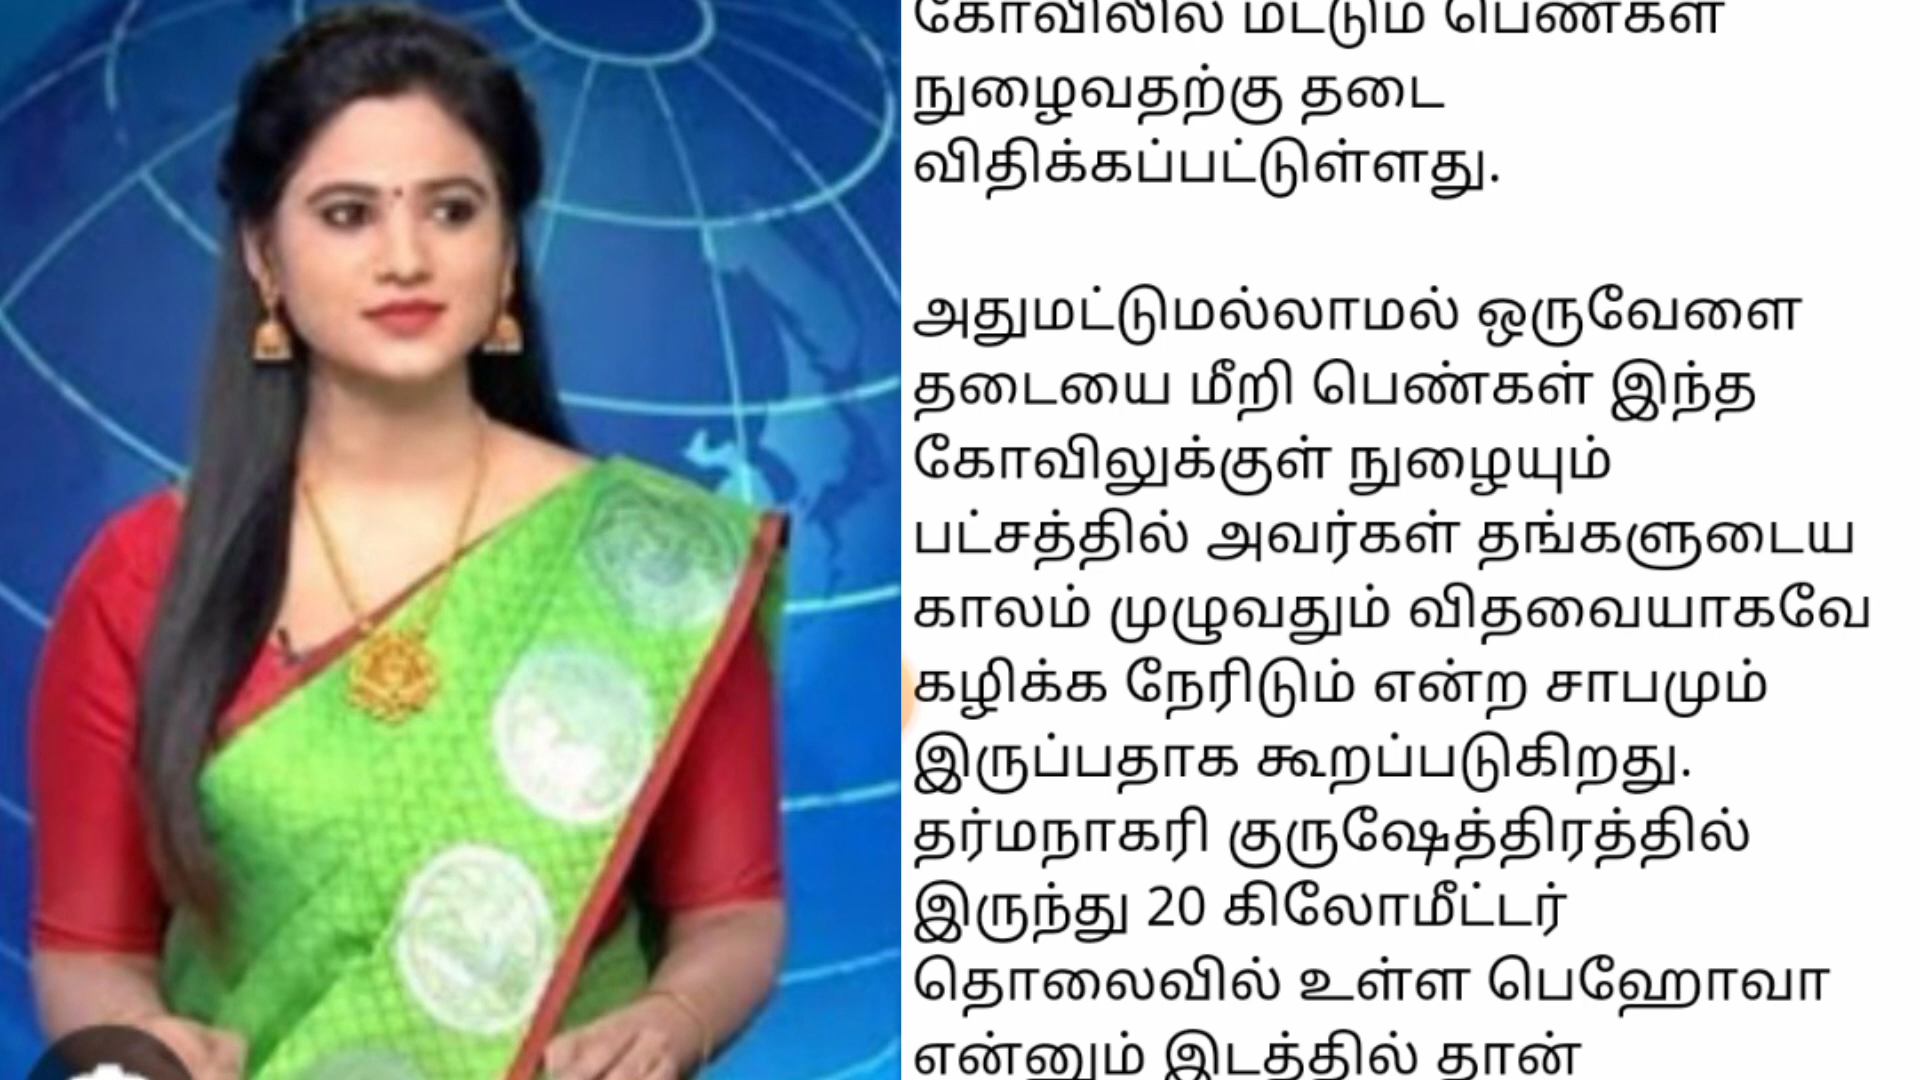 கோவிலில் மட்டும் பெண்கள்
நுழைவதற்கு தடை
விதிக்கப்பட்டுள்ளது.
அதுமட்டுமல்லாமல் ஒருவேளை
தடையை மீறி பெண்கள் இந்த
கோவிலுக்குள் நுழையும்
பட்சத்தில் அவர்கள் தங்களுடைய
காலம் முழுவதும் விதவையாகவே
கழிக்க நேரிடும் என்ற சாபமும்
இருப்பதாக கூறப்படுகிறது.
தர்மநாகரி குருஷேத்திரத்தில்
இருந்து 20 கிலோமீட்டர்
தொலைவில் உள்ள பெஹோவா
என்னும் இடத்தில் தான்